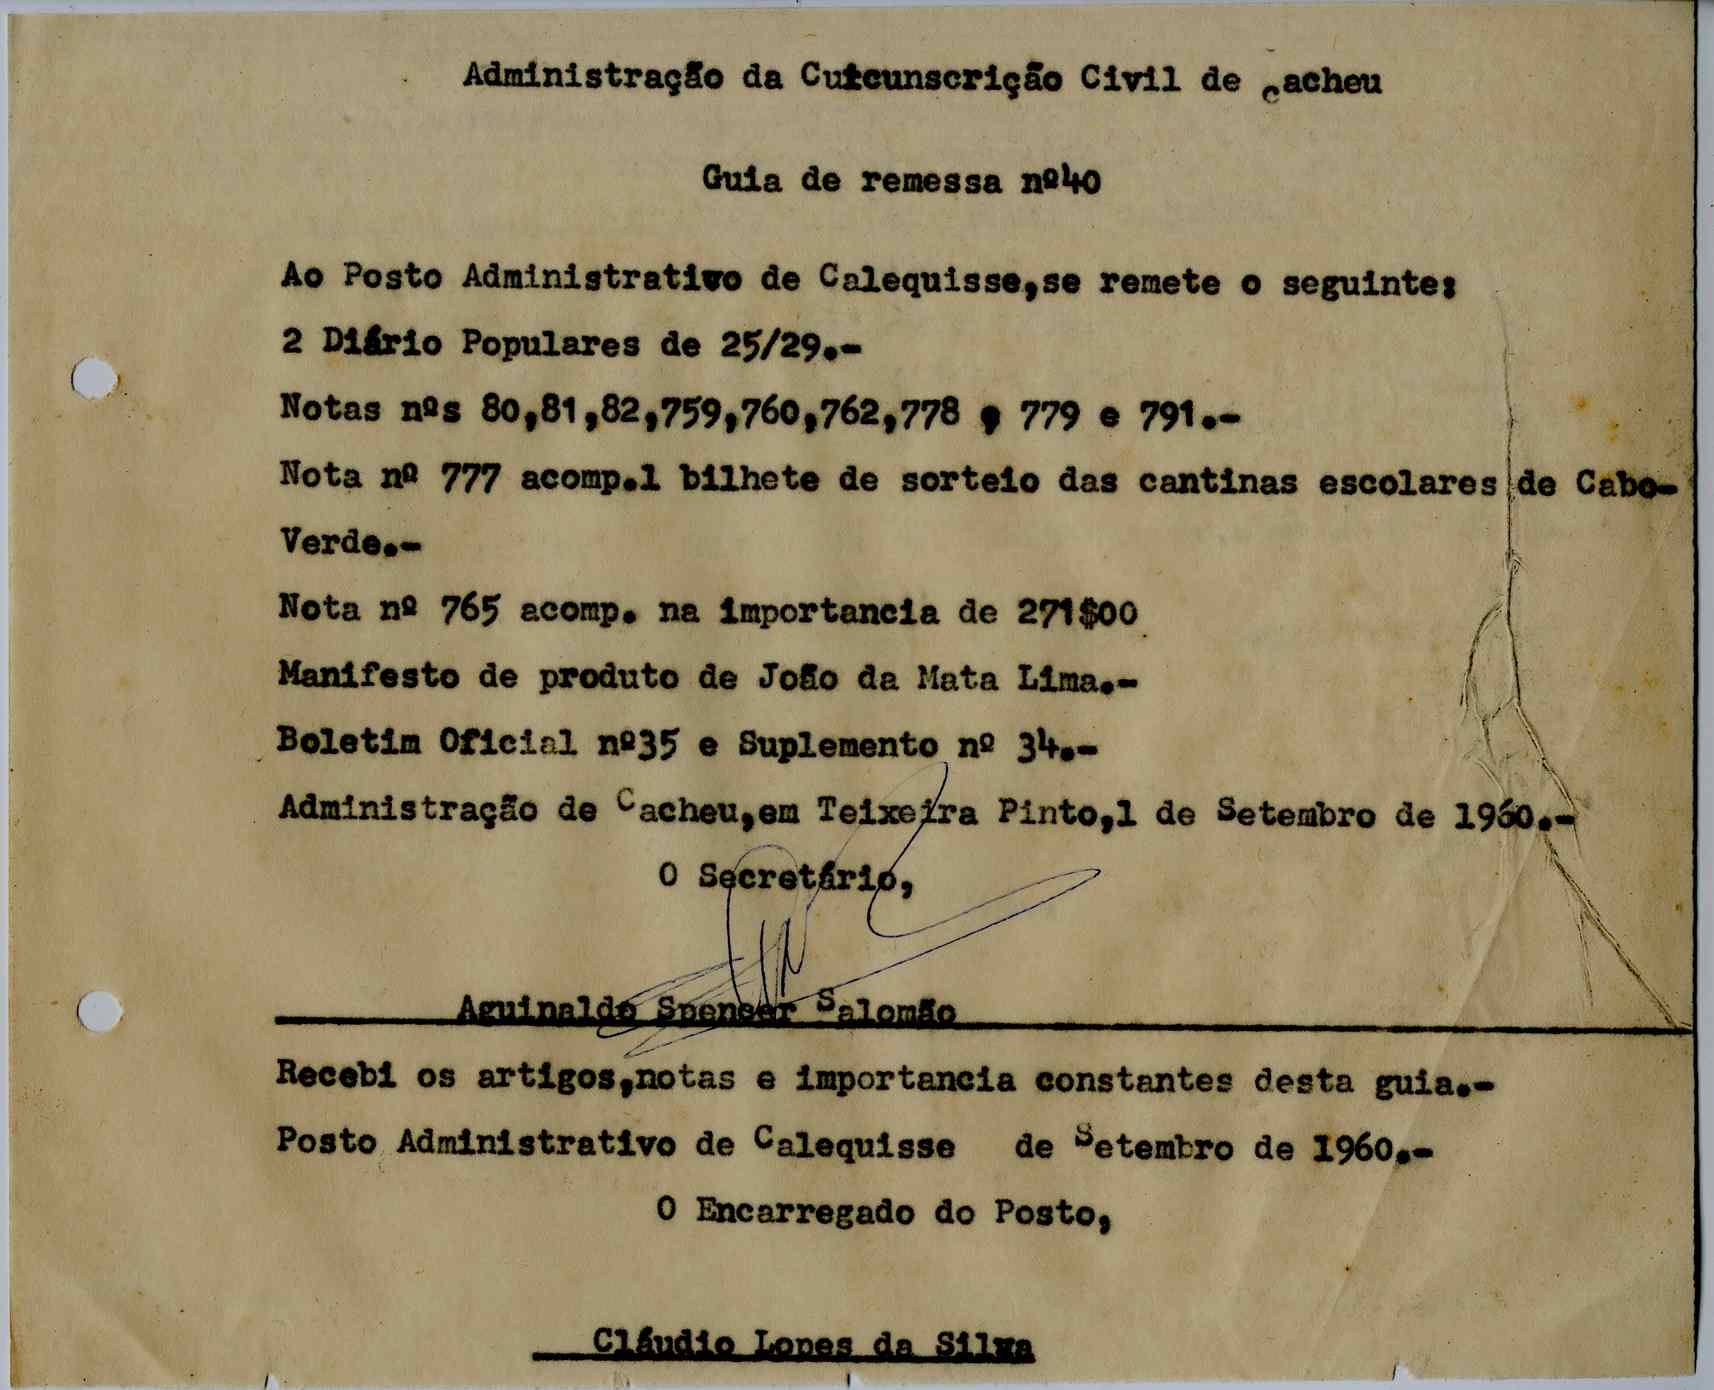 Administração da Cutcunscrição Civil de Cacheu
Guia de remessa nº40
Ao Posto Administrativo de Calequisse,se remete o seguinte:
2 Diário Populares de 25/29.-
Notas nºs 80,81,82,759,760,762,778 , 779 e 791.-
Nota nº 777 acomp.1 bilhete de sorteio das cantinas escolares de Cabo-
Verde.-
Nota nº 765 acomp. na importancia de 271$00
Manifesto de produto de João da Mata Lima.-
Boletim Oficial nº35 e Suplemento nº 34.-
Administração de Cacheu,em Teixeira Pinto,1 de Setembro de 1960.-
O Secretário,
Aguinaldo Spencer Salomão
Recebi os artigos,notas e importancia constantes desta guia.-
Posto Administrativo de Calequisse de Setembro de 1960.-
O Encarregado do Posto,
Cláudio Lopes da Silva